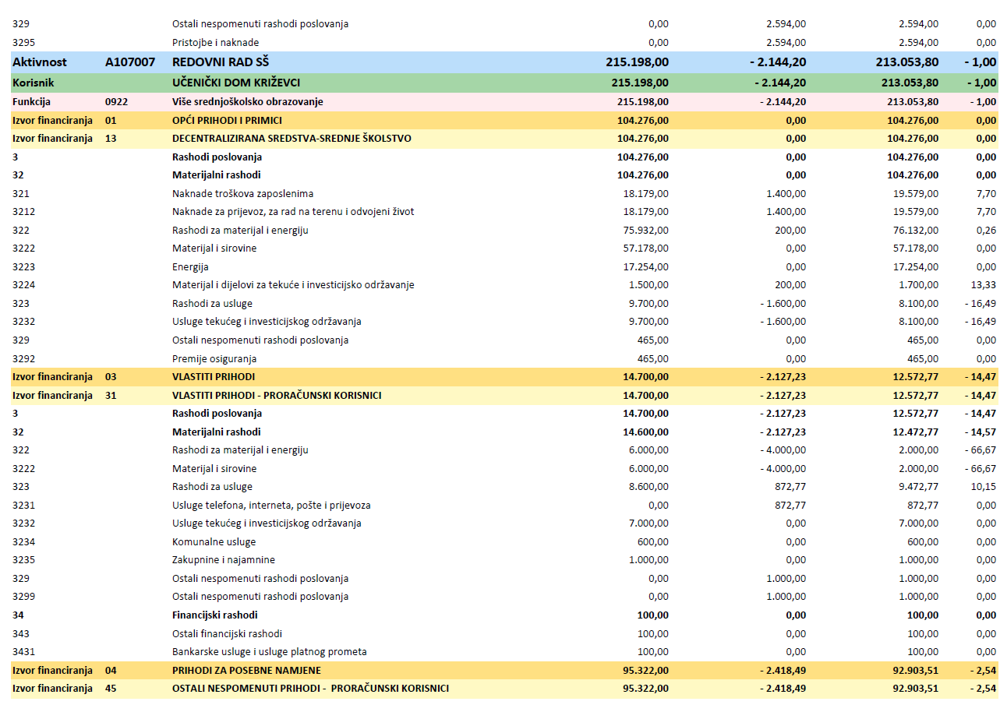 329 Ostali nespomenuti rashodi poslovanja 0,00 2.594,00 2.594,00 0,00
3295 Pristojbe i naknade 0,00 2.594,00 2.594,00 0,00
Aktivnost A107007 REDOVNI RAD SŠ 215.198,00 - 2.144,20 213.053,80 - 1,00
Korisnik UČENIČKI DOM KRIŽEVCI 215.198,00 - 2.144,20 213.053,80 - 1,00
Funkcija 0922 Više srednjoškolsko obrazovanje 215.198,00 - 2.144,20 213.053,80 - 1,00
Izvor financiranja 01 OPĆI PRIHODI I PRIMICI 104.276,00 0,00 104.276,00 0,00
Izvor financiranja 13 DECENTRALIZIRANA SREDSTVA-SREDNJE ŠKOLSTVO 104.276,00 0,00 104.276,00 0,00
3 Rashodi poslovanja 104.276,00 0,00 104.276,00 0,00
32 Materijalni rashodi 104.276,00 0,00 104.276,00 0,00
321 Naknade troškova zaposlenima 18.179,00 1.400,00 19.579,00 7,70
3212 Naknade za prijevoz, za rad na terenu i odvojeni život 18.179,00 1.400,00 19.579,00 7,70
322 Rashodi za materijal i energiju 75.932,00 200,00 76.132,00 0,26
3222 Materijal i sirovine 57.178,00 0,00 57.178,00 0,00
3223 Energija 17.254,00 0,00 17.254,00 0,00
3224 Materijal i dijelovi za tekuće i investicijsko održavanje 1.500,00 200,00 1.700,00 13,33
323 Rashodi za usluge 9.700,00 - 1.600,00 8.100,00 - 16,49
3232 Usluge tekućeg i investicijskog održavanja 9.700,00 - 1.600,00 8.100,00 - 16,49
329 Ostali nespomenuti rashodi poslovanja 465,00 0,00 465,00 0,00
3292 Premije osiguranja 465,00 0,00 465,00 0,00
Izvor financiranja 03 VLASTITI PRIHODI 14.700,00 - 2.127,23 12.572,77 - 14,47
Izvor financiranja 31 VLASTITI PRIHODI - PRORAČUNSKI KORISNICI 14.700,00 - 2.127,23 12.572,77 - 14,47
3 Rashodi poslovanja 14.700,00 - 2.127,23 12.572,77 - 14,47
32 Materijalni rashodi 14.600,00 - 2.127,23 12.472,77 - 14,57
322 Rashodi za materijal i energiju 6.000,00 - 4.000,00 2.000,00 - 66,67
3222 Materijal i sirovine 6.000,00 - 4.000,00 2.000,00 - 66,67
323 Rashodi za usluge 8.600,00 872,77 9.472,77 10,15
3231 Usluge telefona, interneta, pošte i prijevoza 0,00 872,77 872,77 0,00
3232 Usluge tekućeg i investicijskog održavanja 7.000,00 0,00 7.000,00 0,00
3234 Komunalne usluge 600,00 0,00 600,00 0,00
3235 Zakupnine i najamnine 1.000,00 0,00 1.000,00 0,00
329 Ostali nespomenuti rashodi poslovanja 0,00 1.000,00 1.000,00 0,00
3299 Ostali nespomenuti rashodi poslovanja 0,00 1.000,00 1.000,00 0,00
34 Financijski rashodi 100,00 0,00 100,00 0,00
343 Ostali financijski rashodi 100,00 0,00 100,00 0,00
3431 Bankarske usluge i usluge platnog prometa 100,00 0,00 100,00 0,00
Izvor financiranja 04 PRIHODI ZA POSEBNE NAMJENE 95.322,00 - 2.418,49 92.903,51 - 2,54
Izvor financiranja 45 OSTALI NESPOMENUTI PRIHODI - PRORAČUNSKI KORISNICI 95.322,00 - 2.418,49 92.903,51 - 2,54